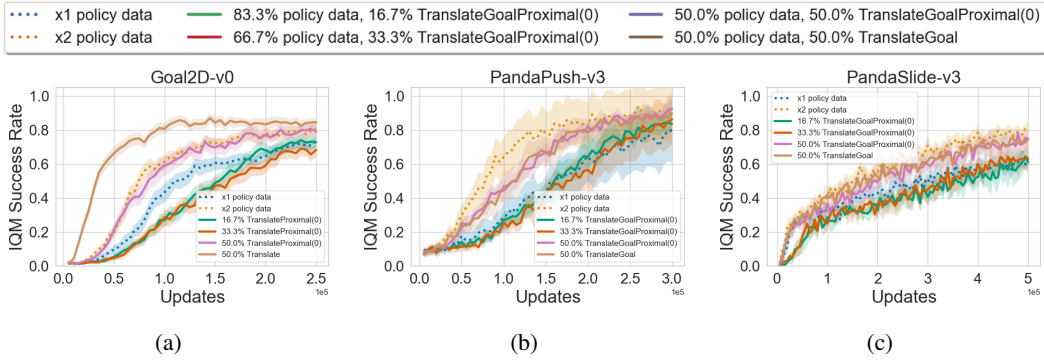 x1 policy data 83.3% policy data, 16.7% TranslateGoalProximal(0) 50.0% policy data, 50.0% TranslateGoalProximal(0)
x2 policy data 66.7% policy data, 33.3% TranslateGoalProximal(0) 50.0% policy data, 50.0% TranslateGoal
Goal2D-v0
IQM Success Rate
1.0
0.8
0.6
0.4
0.2
0.0
x1 policy data
x2 policy data
16.7% TranslateProximal(0)
33.3% TranslateProximal(0)
50.0% TranslateProximal(0)
50.0% Translate
0.0 0.5 1.0 1.5 2.0 2.5
1e5
Updates
(a)
PandaPush-v3
IQM Success Rate
1.0
0.8
0.6
0.4
0.2
0.0
x1 policy data
x2 policy data
16.7% TranslateGoalProximal(0)
33.3% TranslateGoalProximal(0)
50.0% TranslateGoalProximal(0)
50.0% TranslateGoal
0.0 0.5 1.0 1.5 2.0 2.5 3.0
1e5
Updates
(b)
PandaSlide-v3
IQM Success Rate
1.0
0.8
0.6
0.4
0.2
0.0
x1 policy data
x2 policy data
16.7% TranslateGoalProximal(0)
33.3% TranslateGoalProximal(0)
50.0% TranslateGoalProximal(0)
50.0% TranslateGoal
0 1 2 3 4 5
1e5
Updates
(c)